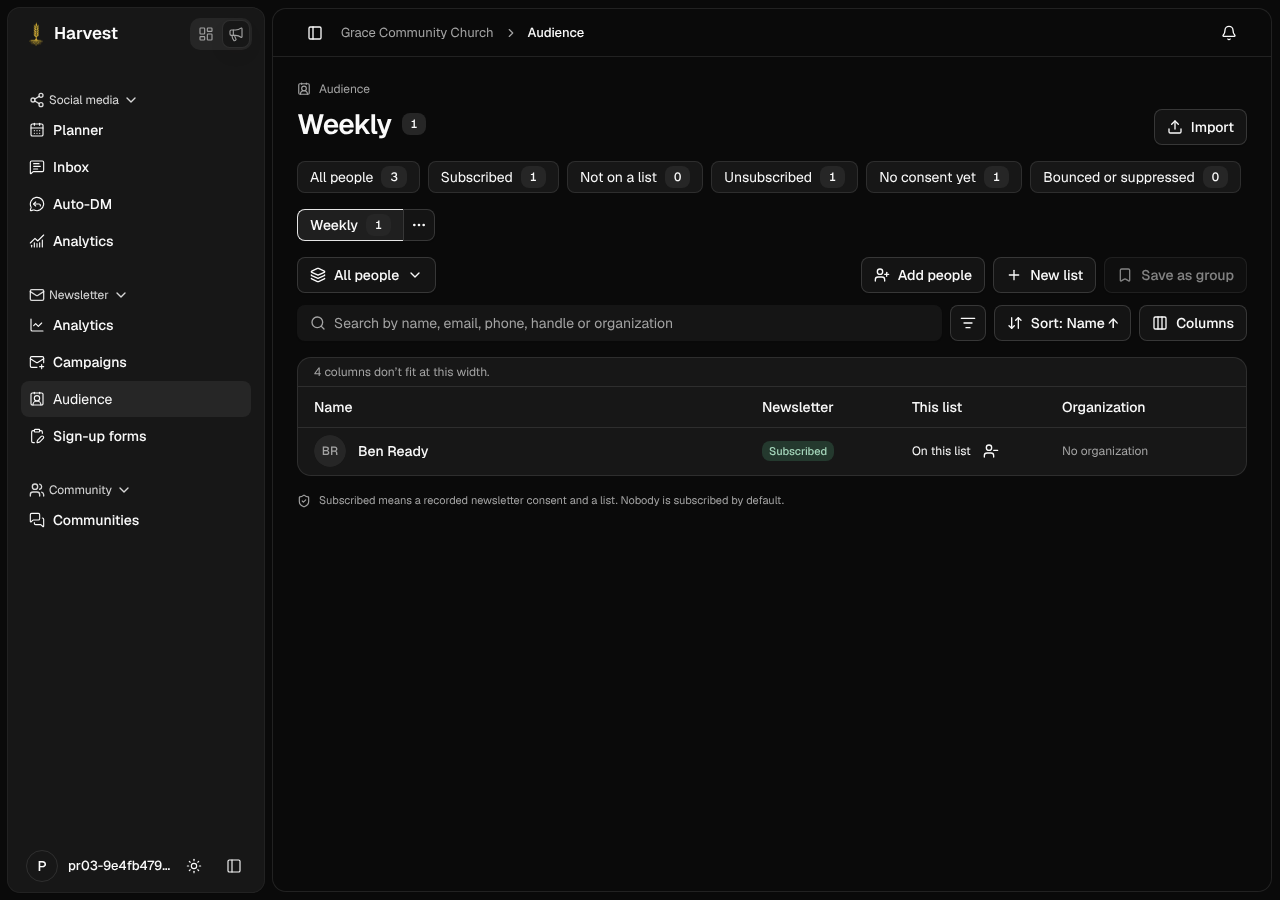 Harvest
Grace Community Church
Audience
Social media
Planner
Inbox
Auto-DM
Analytics
Newsletter
Analytics
Campaigns
Audience
Sign-up forms
Community
Communities
P pr03-9e4fb479…
Audience
Weekly 1
Import
All people 3
Subscribed 1
Not on a list 0
Unsubscribed 1
No consent yet 1
Bounced or suppressed 0
Weekly 1
All people
Add people
New list
Save as group
Search by name, email, phone, handle or organization
Sort: Name ↑
Columns
4 columns don't fit at this width.
Name Newsletter This list Organization
BR Ben Ready Subscribed On this list No organization
Subscribed means a recorded newsletter consent and a list. Nobody is subscribed by default.